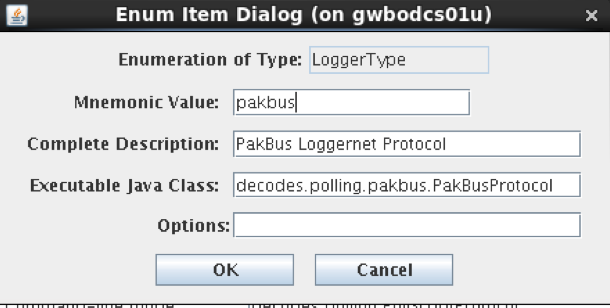 Enum Item Dialog (on gwbodcs01u)
Enumeration of Type: LoggerType
Mnemonic Value: pakbus
Complete Description: PakBus Loggernet Protocol
Executable Java Class: decodes.polling.pakbus.PakBusProtocol
Options:
OK Cancel